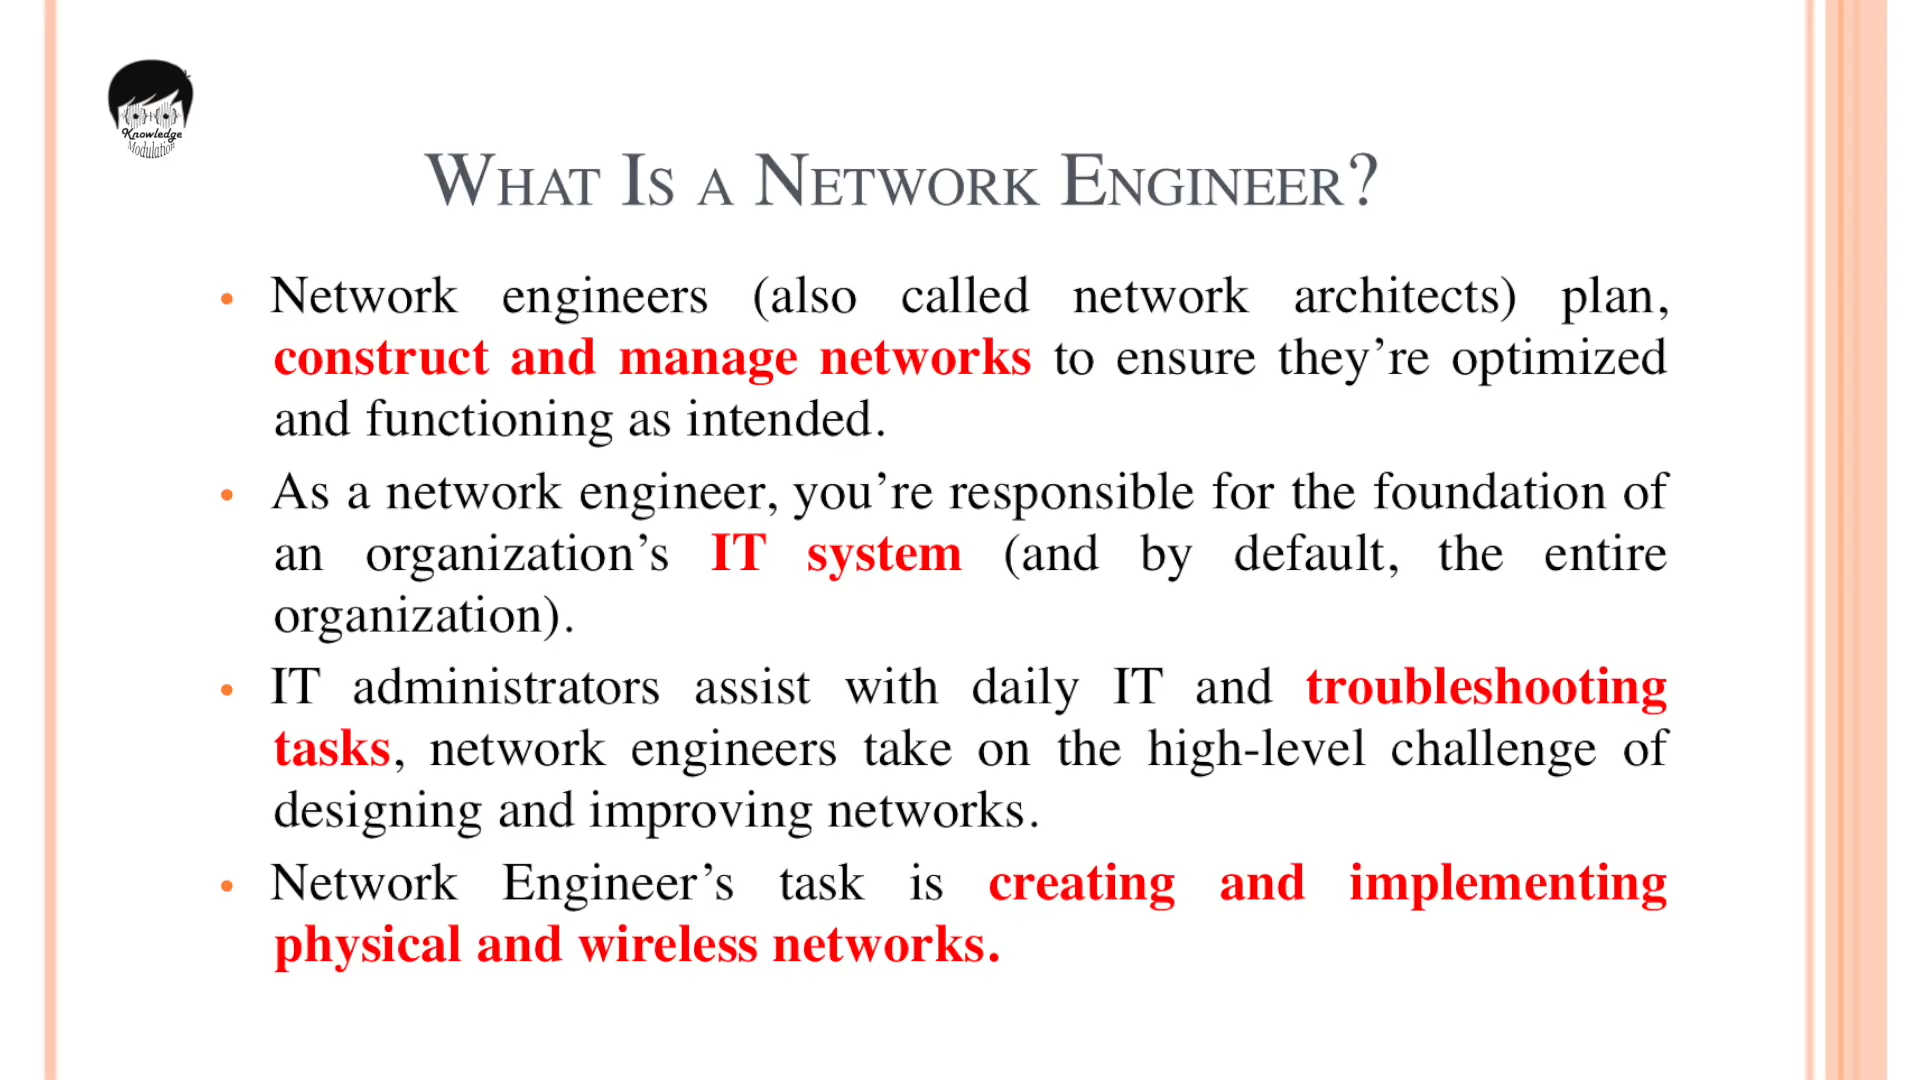 Knowledge
Modulation
What Is a Network Engineer?
• Network engineers (also called network architects) plan,
construct and manage networks to ensure they’re optimized
and functioning as intended.
• As a network engineer, you’re responsible for the foundation of
an organization’s IT system (and by default, the entire
organization).
• IT administrators assist with daily IT and troubleshooting
tasks, network engineers take on the high-level challenge of
designing and improving networks.
• Network Engineer’s task is creating and implementing
physical and wireless networks.